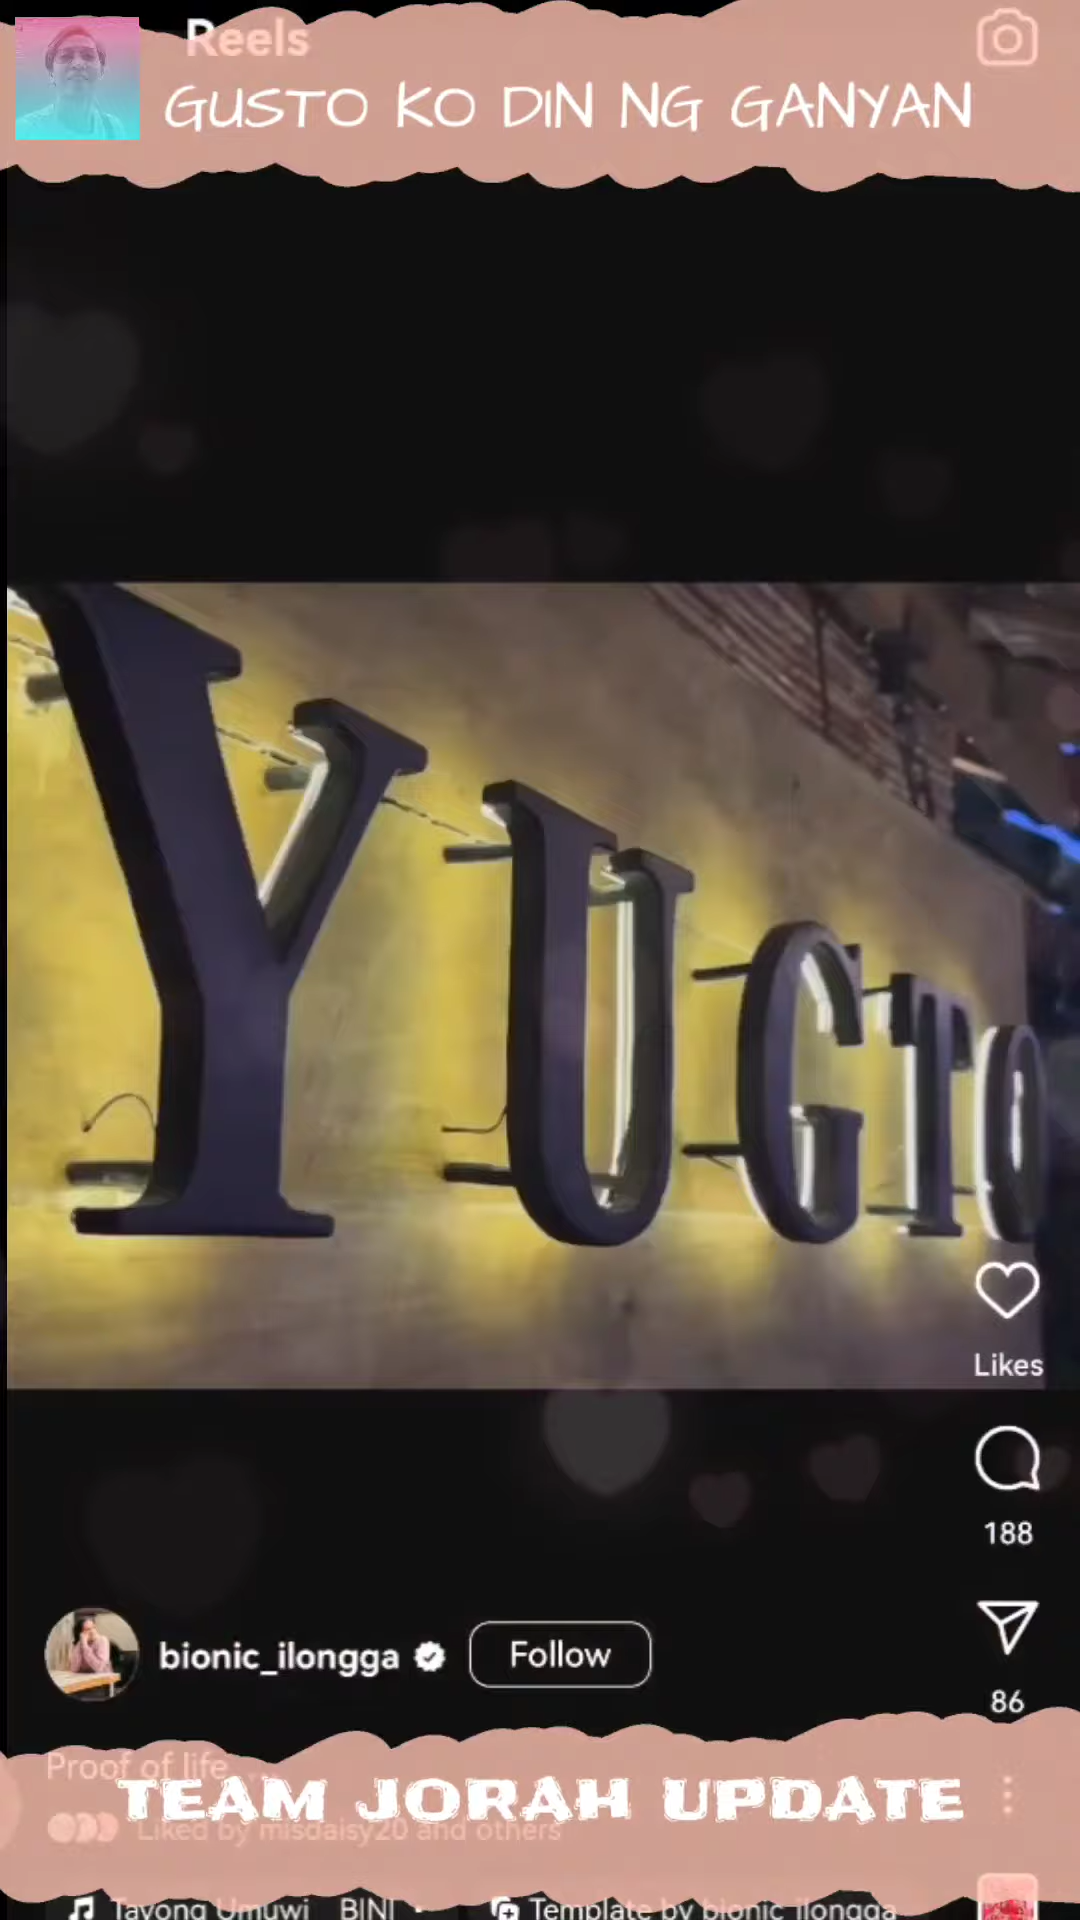 Reels
GUSTO KO DIN NG GANYAN
YUGTO
Likes
188
bionic_ilongga
Follow
86
Proof of life ...
TEAM JORAH UPDATE
Liked by misdaisy20 and others
Tayong Umuwi BINI
Template by bionic_ilongga